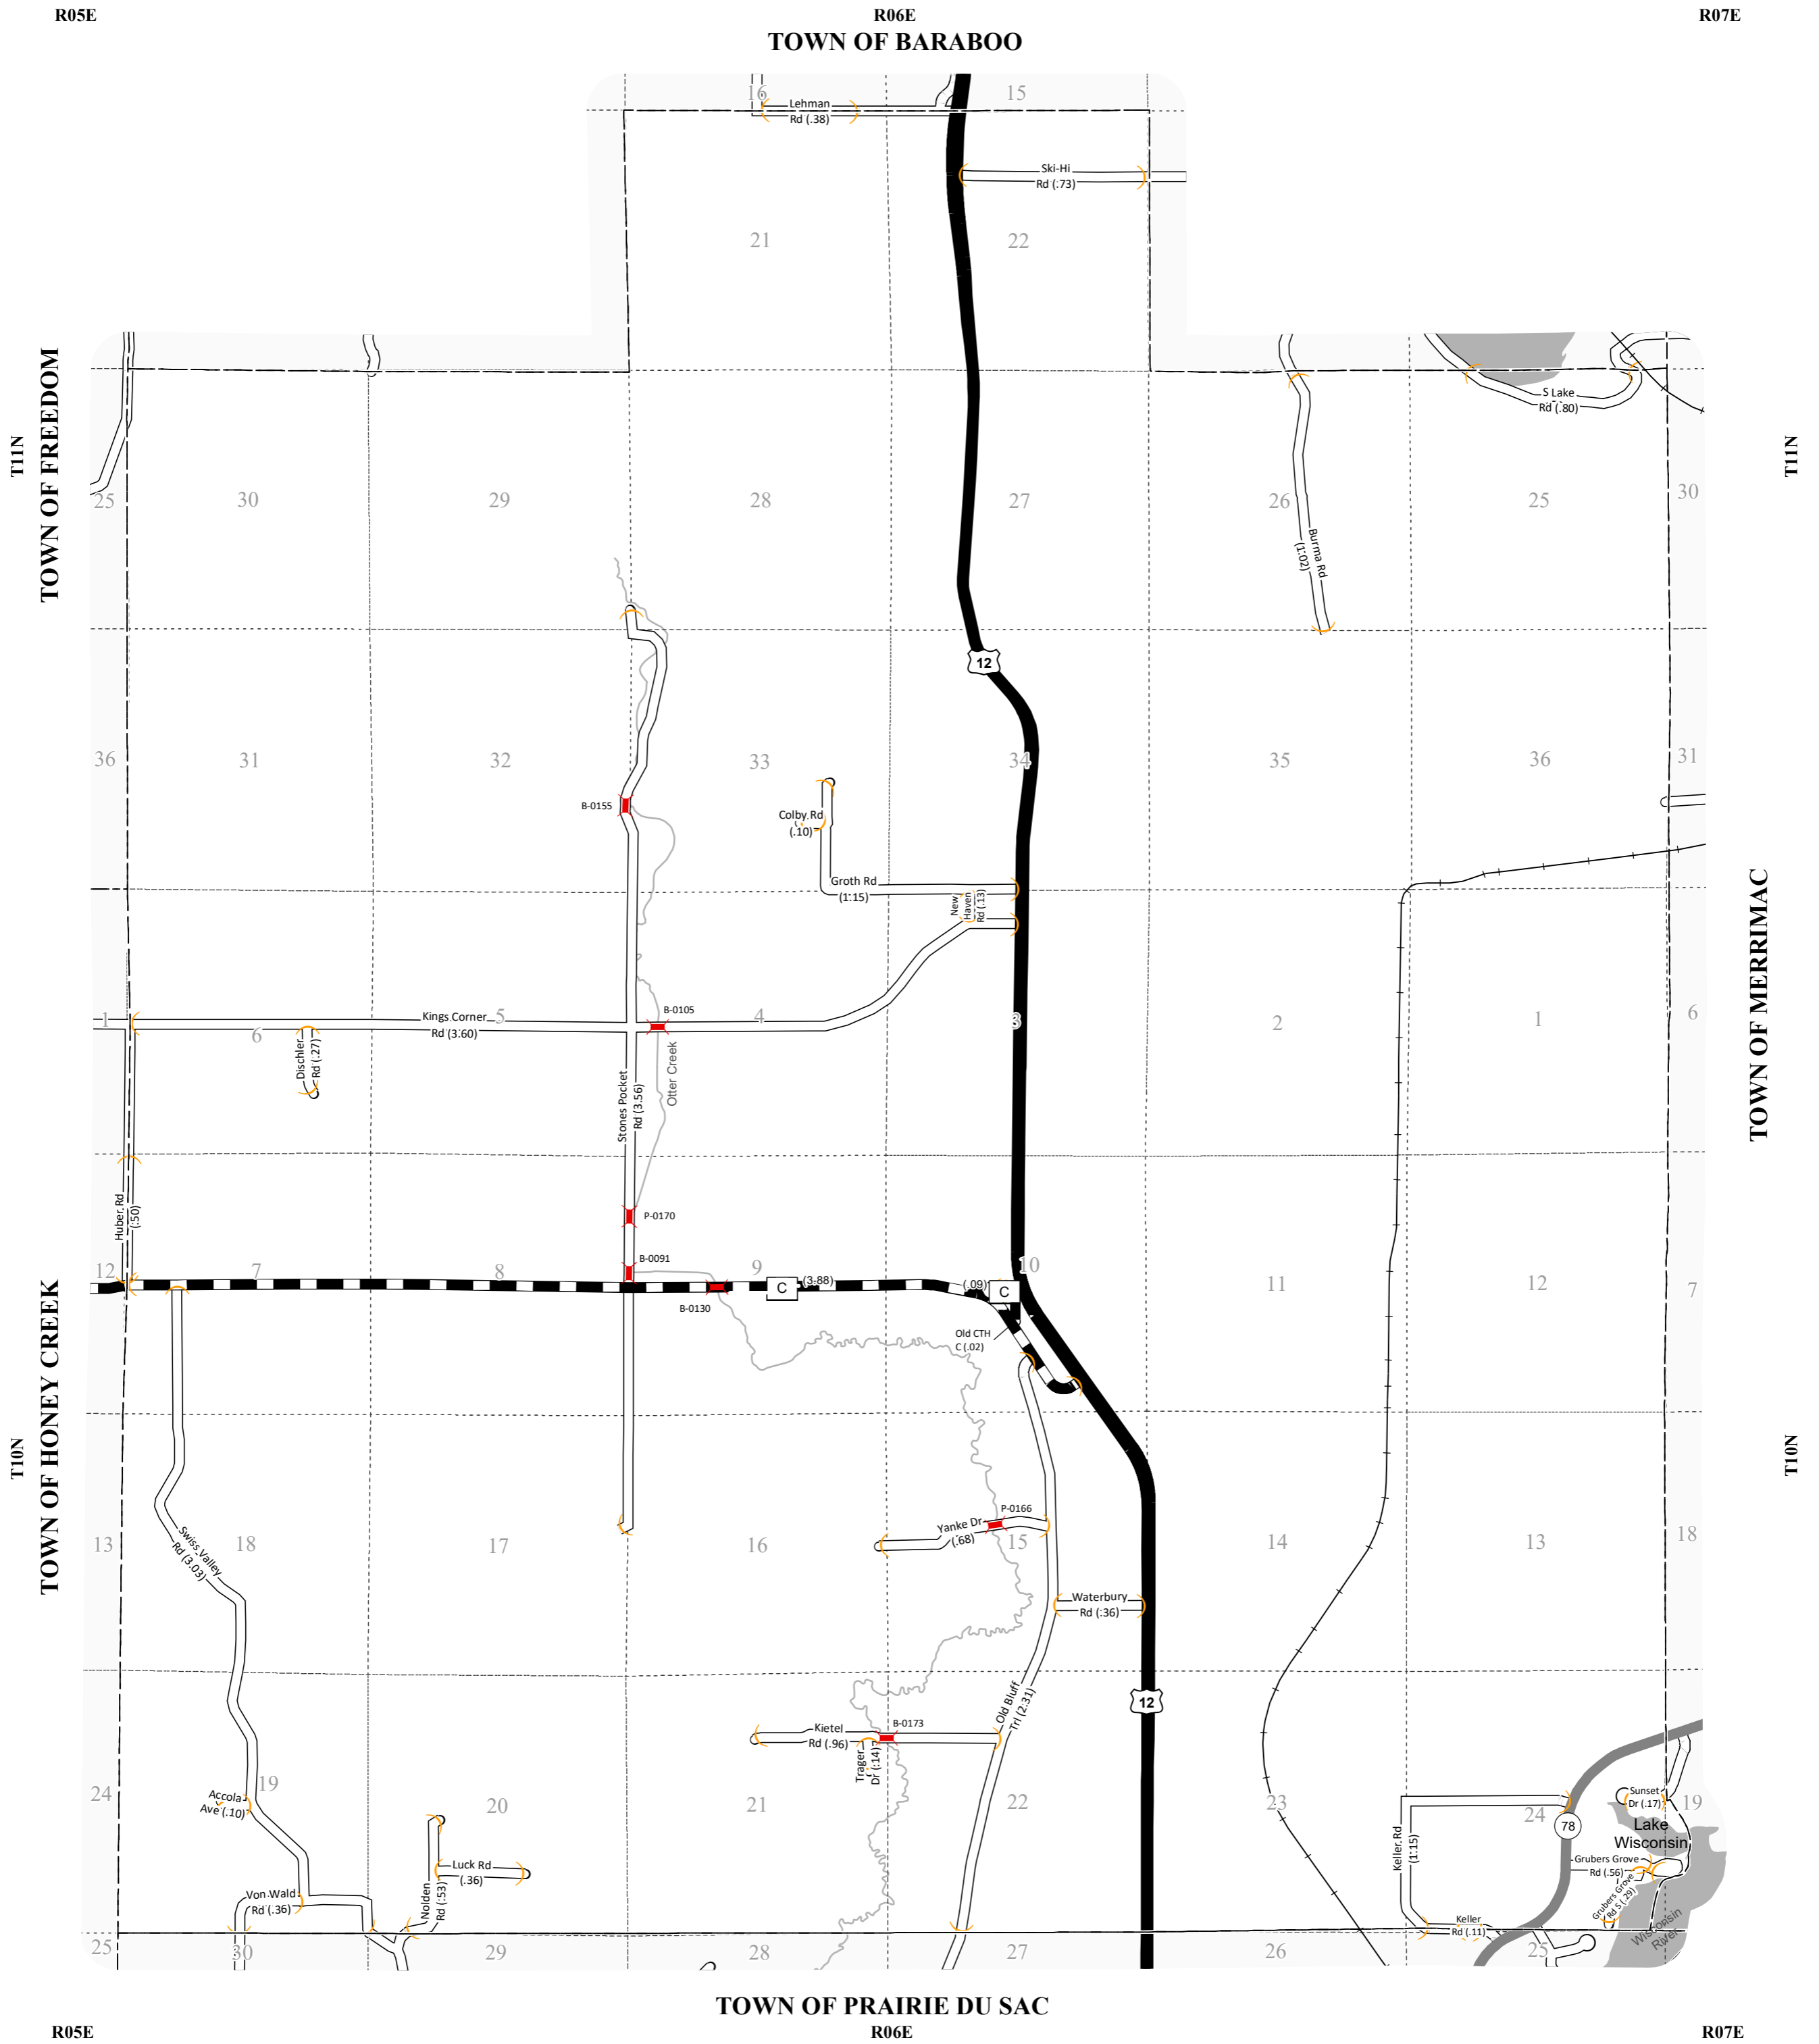 R05E
R06E
R07E
TOWN OF BARABOO
16
15
Lehman
Rd (.38)
Ski-Hi
Rd (.73)
21
22
TOWN OF FREEDOM
T11N
T11N
S Lake
Rd (.80)
25
30
29
28
27
26
25
30
Burma Rd
(1.02)
12
36
31
32
33
34
35
36
31
B-0155
Colby Rd
(.10)
Groth Rd
(1.15)
New
Haven
Rd (.13)
TOWN OF MERRIMAC
1
6
5
4
3
2
1
6
Kings Corner
Rd (3.60)
B-0105
Dischler
Rd (.27)
Otter Creek
Stones Pocket
Rd (3.56)
Huber Rd
(.50)
P-0170
B-0091
12
7
8
9
10
11
12
7
C
(3.88)
(.09)
C
B-0130
Old CTH
C (.02)
TOWN OF HONEY CREEK
T10N
T10N
P-0166
Yanke Dr
(.68)
13
18
17
16
15
14
13
18
Swiss Valley
Rd (3.03)
Waterbury
Rd (.36)
Old Bluff
Trl (2.31)
12
B-0173
Kietel
Rd (.96)
Trager
Dr (.14)
24
19
20
21
22
23
24
19
Accola
Ave (.10)
Sunset
Dr (.17)
78
Lake
Wisconsin
Keller Rd
(1.15)
Grubers Grove
Rd (.56)
Grubers Grove
Rd S (.29)
Luck Rd
(.36)
Nolden
Rd (.53)
Von Wald
Rd (.36)
Keller
Rd (.11)
Wisconsin
River
25
30
29
28
27
26
25
TOWN OF PRAIRIE DU SAC
R05E
R06E
R07E